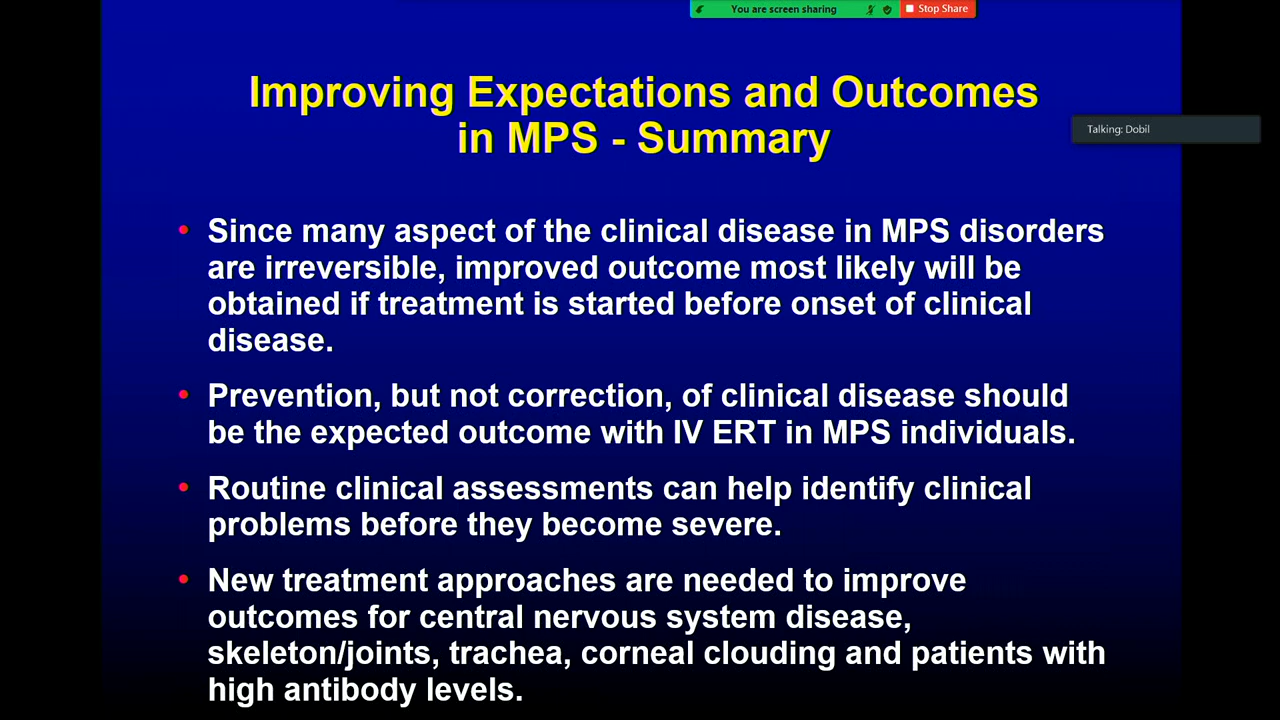 You are screen sharing
Stop Share
Improving Expectations and Outcomes
in MPS - Summary
Talking: Dobil
• Since many aspect of the clinical disease in MPS disorders
are irreversible, improved outcome most likely will be
obtained if treatment is started before onset of clinical
disease.
• Prevention, but not correction, of clinical disease should
be the expected outcome with IV ERT in MPS individuals.
• Routine clinical assessments can help identify clinical
problems before they become severe.
• New treatment approaches are needed to improve
outcomes for central nervous system disease,
skeleton/joints, trachea, corneal clouding and patients with
high antibody levels.